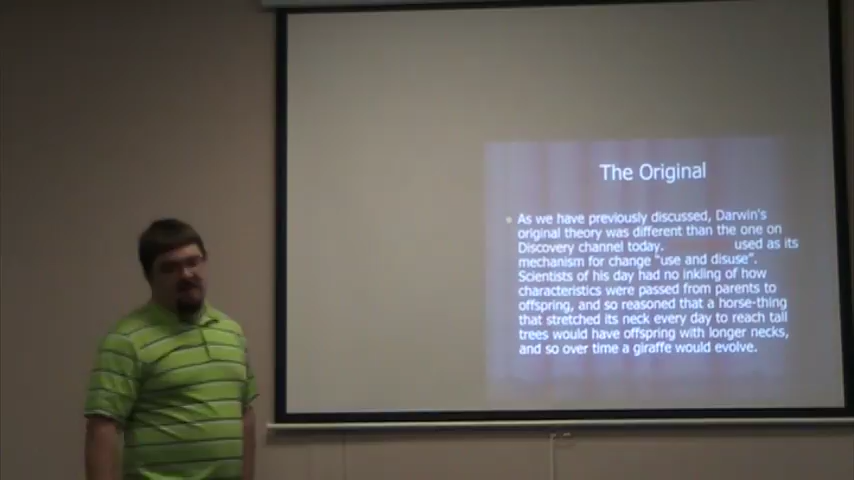 The Original
As we have previously discussed, Darwin's
original theory was different than the one on
Discovery channel today. used as its
mechanism for change "use and disuse".
Scientists of his day had no inkling of how
characteristics were passed from parents to
offspring, and so reasoned that a horse-thing
that stretched its neck every day to reach tall
trees would have offspring with longer necks,
and so over time a giraffe would evolve.